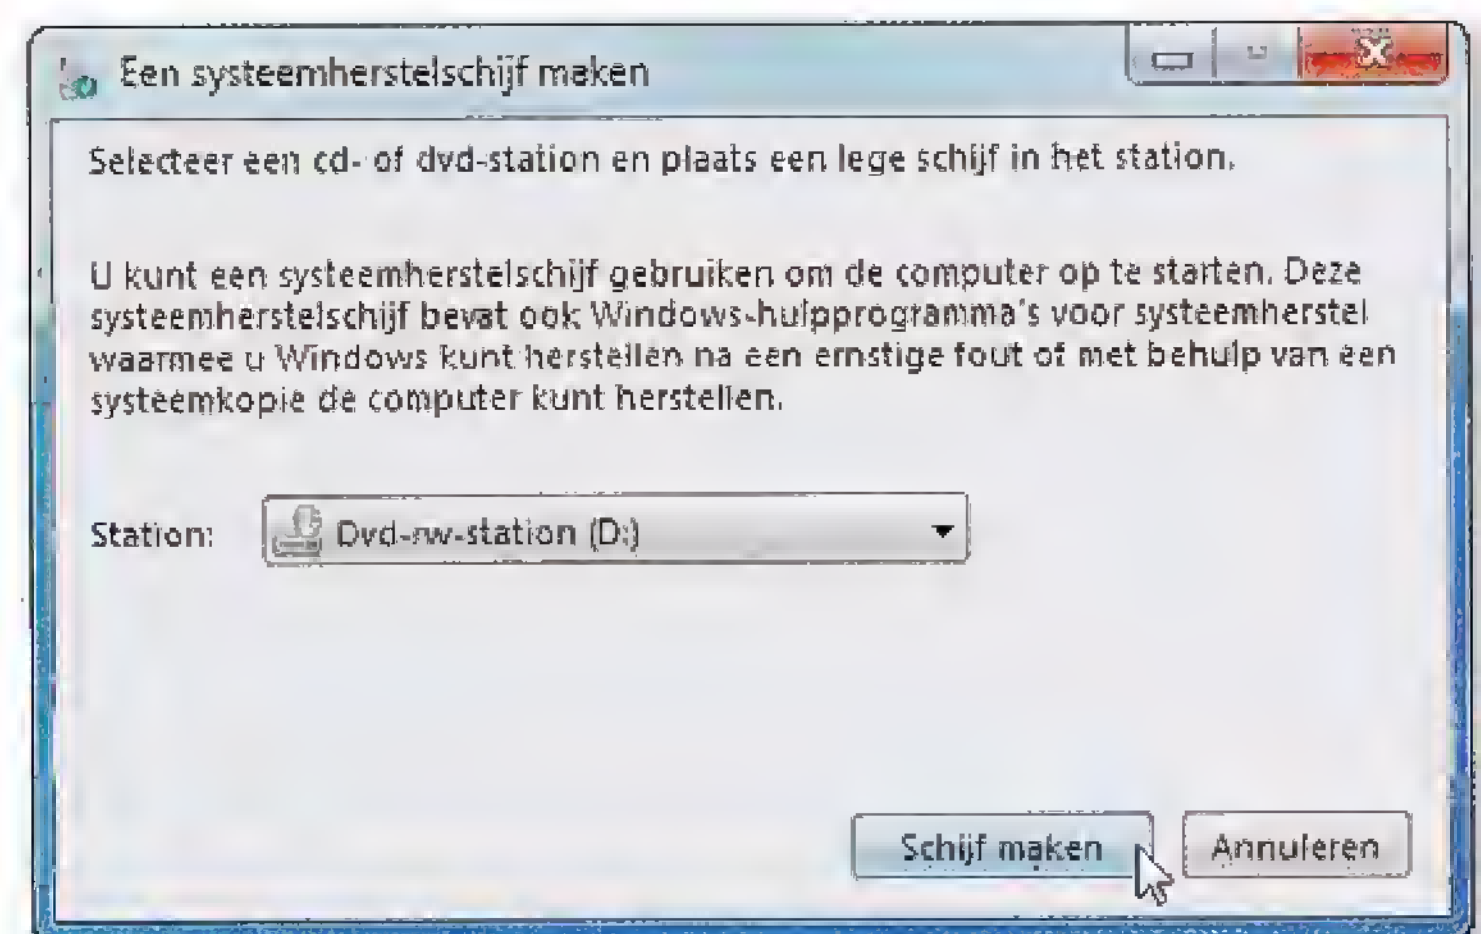 Een systeemherstelschijf maken
Selecteer een cd- of dvd-station en plaats een lege schijf in het station.
U kunt een systeemherstelschijf gebruiken om de computer op te starten. Deze
systeemherstelschijf bevat ook Windows-hulpprogramma's voor systeemherstel
waarmee u Windows kunt herstellen na een ernstige fout of met behulp van een
systeemkopie de computer kunt herstellen.
Station: Dvd-rw-station (D:)
Schijf maken Annuleren